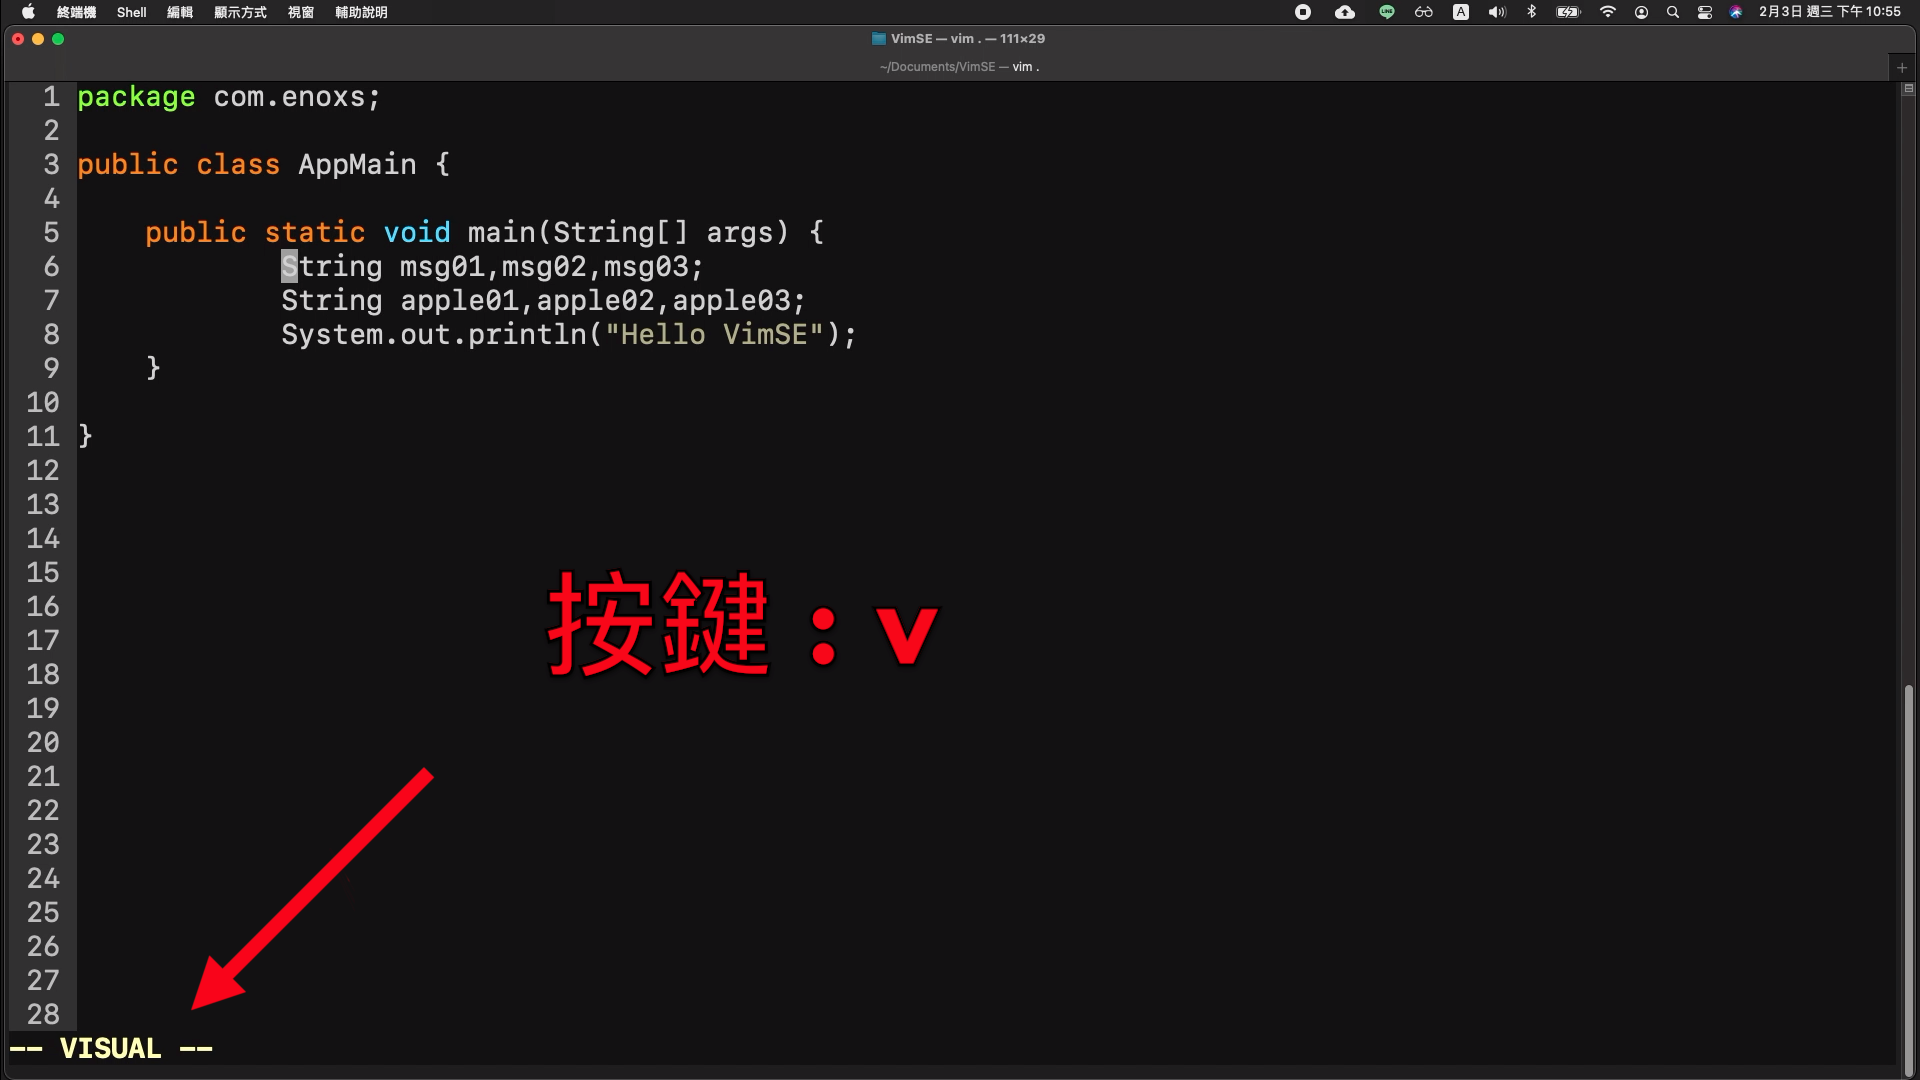 終端機 Shell 編輯 顯示方式 視窗 輔助說明 LINE A 2月3日 週三 下午 10:55
VimSE — vim . — 111×29
~/Documents/VimSE — vim .
1 package com.enoxs;
2
3 public class AppMain {
4
5 public static void main(String[] args) {
6 String msg01,msg02,msg03;
7 String apple01,apple02,apple03;
8 System.out.println("Hello VimSE");
9 }
10
11 }
12
13
14
15
16
17
18
19
20
21
22
23
24
25
26
27
28
按鍵：v
-- VISUAL --